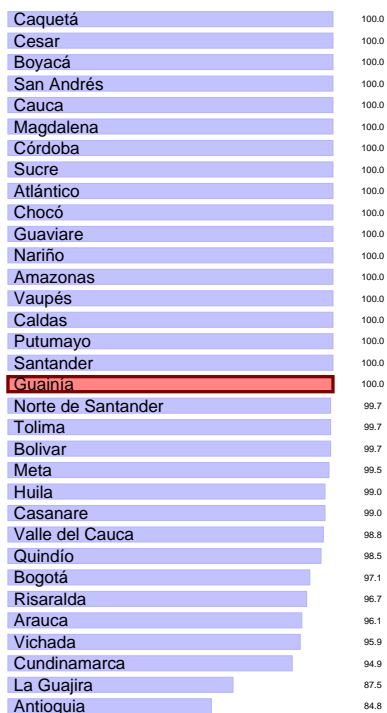 Caquetá 100.0
Cesar 100.0
Boyacá 100.0
San Andrés 100.0
Cauca 100.0
Magdalena 100.0
Córdoba 100.0
Sucre 100.0
Atlántico 100.0
Chocó 100.0
Guaviare 100.0
Nariño 100.0
Amazonas 100.0
Vaupés 100.0
Caldas 100.0
Putumayo 100.0
Santander 100.0
Guainía 100.0
Norte de Santander 99.7
Tolima 99.7
Bolivar 99.7
Meta 99.5
Huila 99.0
Casanare 99.0
Valle del Cauca 98.8
Quindío 98.5
Bogotá 97.1
Risaralda 96.7
Arauca 96.1
Vichada 95.9
Cundinamarca 94.9
La Guajira 87.5
Antioquia 84.8